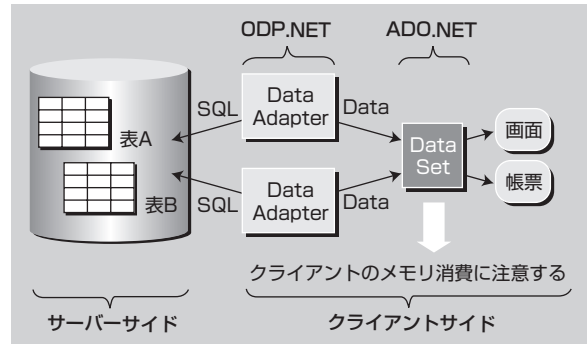 ODP.NET
ADO.NET
Data
Adapter
SQL
Data
表A
Data
Set
画面
帳票
表B
SQL
Data
Adapter
Data
クライアントのメモリ消費に注意する
サーバーサイド
クライアントサイド